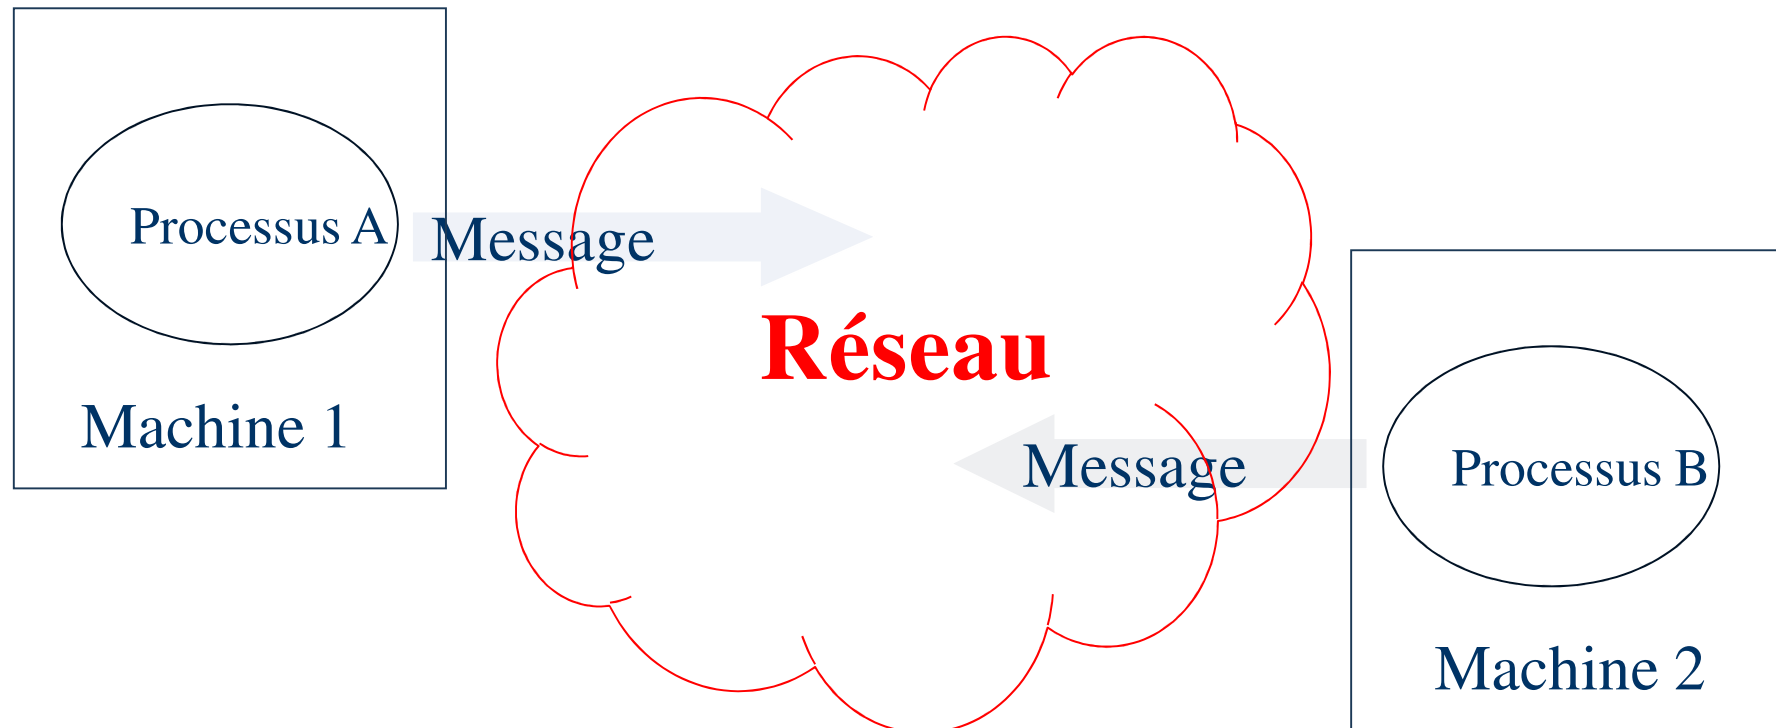 Processus A
Message
Réseau
Machine 1
Message
Processus B
Machine 2